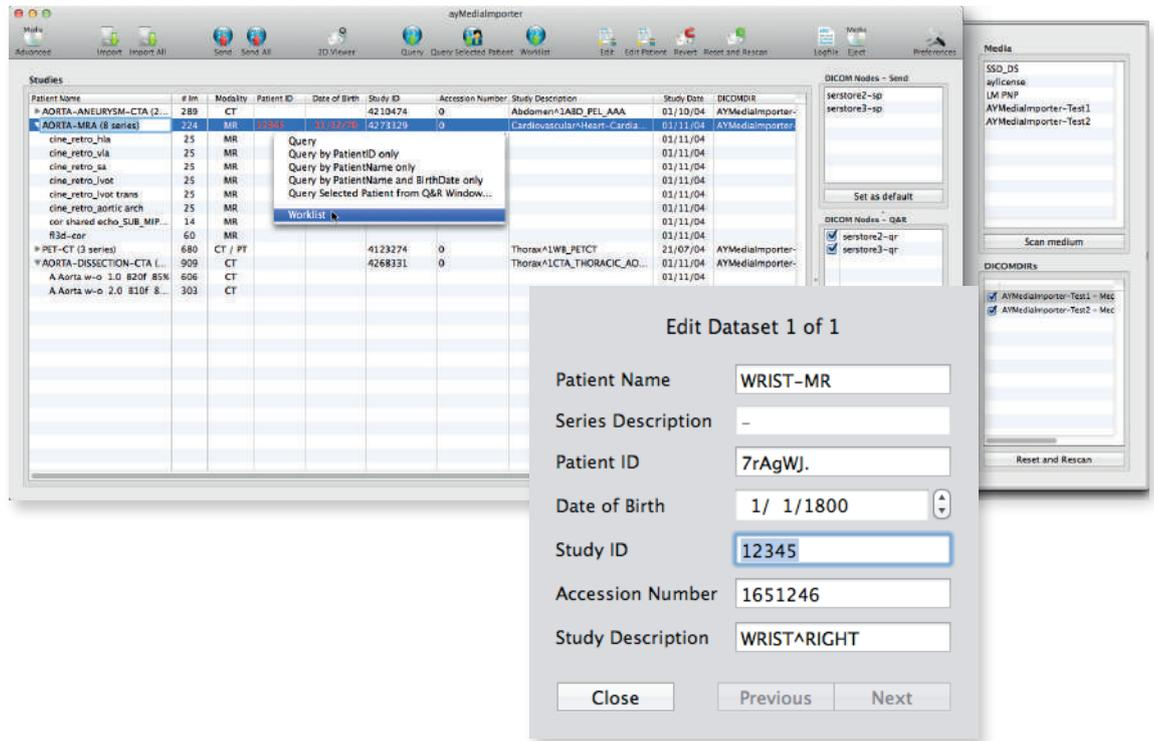 ayMediaImporter
Media
Advanced
Import Import All
Send Send All
2D Viewer
Query Query Selected Patient Worklist
Edit Edit Patient Revert Reset and Rescan
Logfile
Media
Eject
Preferences
Studies
Patient Name # Im Modality Patient ID Date of Birth Study ID Accession Number Study Description Study Date DICOMDIR
AORTA-ANEURYSM-CTA (2... 289 CT 4210474 0 Abdomen^1ABD_PEL_AAA 01/10/04 AYMediaImporter-
AORTA-MRA (8 series) 224 MR 12345 11/12/70 4273329 Cardiovascular^Heart-Cardia... 01/11/04 AYMediaImporter-
cine_retro_hla 25 MR 01/11/04
cine_retro_vla 25 MR 01/11/04
cine_retro_sa 25 MR 01/11/04
cine_retro_lvot 25 MR 01/11/04
cine_retro_lvot trans 25 MR 01/11/04
cine_retro_aortic arch 25 MR 01/11/04
cor shared echo_SUB_MIP... 14 MR 01/11/04
fl3d-cor 60 MR 01/11/04
PET-CT (3 series) 680 CT / PT 4123274 0 Thorax^1WB_PETCT 21/07/04 AYMediaImporter-
AORTA-DISSECTION-CTA (... 909 CT 4268331 0 Thorax^1CTA_THORACIC_AO... 01/11/04 AYMediaImporter-
A.Aorta w-o 1.0 B20f 85% 606 CT 01/11/04
A.Aorta w-o 2.0 B10f 8... 303 CT 01/11/04
Query
Query by PatientID only
Query by PatientName only
Query by PatientName and BirthDate only
Query Selected Patient from Q&R Window...
Worklist
DICOM Nodes - Send
serstore2-sp
serstore3-sp
Set as default
DICOM Nodes - Q&R
serstore2-qr
serstore3-qr
Media
SSD_DS
aylicense
LM PNP
AYMediaImporter-Test1
AYMediaImporter-Test2
Scan medium
DICOMDIRs
AYMediaImporter-Test1 - Mec
AYMediaImporter-Test2 - Mec
Reset and Rescan
Edit Dataset 1 of 1
Patient Name WRIST-MR
Series Description -
Patient ID 7rAgWJ.
Date of Birth 1/ 1/1800
Study ID 12345
Accession Number 1651246
Study Description WRIST^RIGHT
Close Previous Next